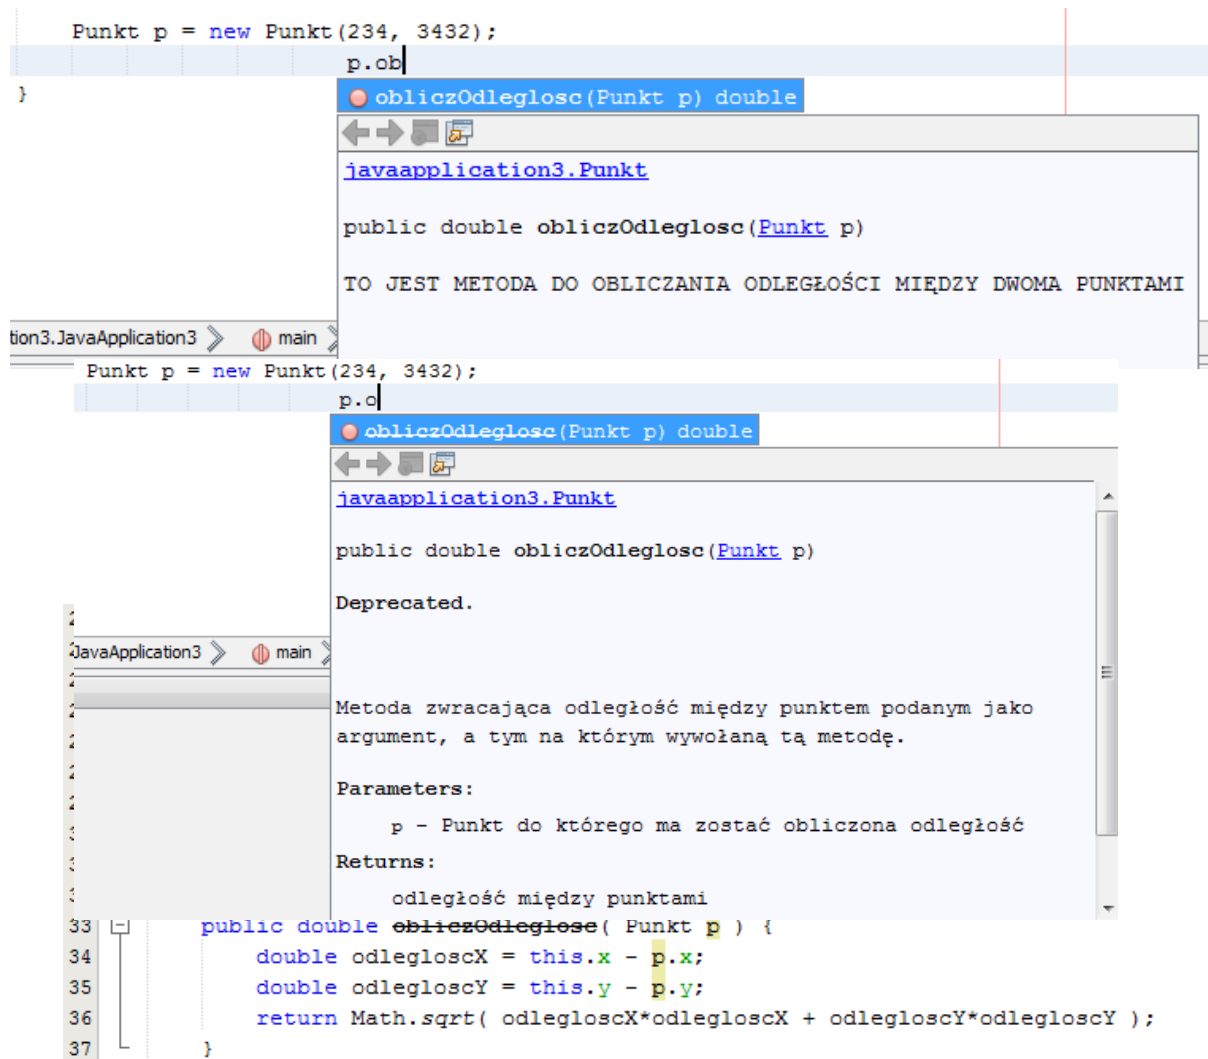 Punkt p = new Punkt(234, 3432);
p.ob
}
obliczOdleglosc(Punkt p) double
javaapplication3.Punkt
public double obliczOdleglosc(Punkt p)
TO JEST METODA DO OBLICZANIA ODLEGŁOŚCI MIĘDZY DWOMA PUNKTAMI
tion3.JavaApplication3 main
Punkt p = new Punkt(234, 3432);
p.o
obliczOdleglosc(Punkt p) double
javaapplication3.Punkt
public double obliczOdleglosc(Punkt p)
Deprecated.
JavaApplication3 main
Metoda zwracająca odległość między punktem podanym jako
argument, a tym na którym wywołaną tą metodę.
Parameters:
p - Punkt do którego ma zostać obliczona odległość
Returns:
odległość między punktami
33 public double obliczOdleglosc( Punkt p ) {
34 double odlegloscX = this.x - p.x;
35 double odlegloscY = this.y - p.y;
36 return Math.sqrt( odlegloscX*odlegloscX + odlegloscY*odlegloscY );
37 }